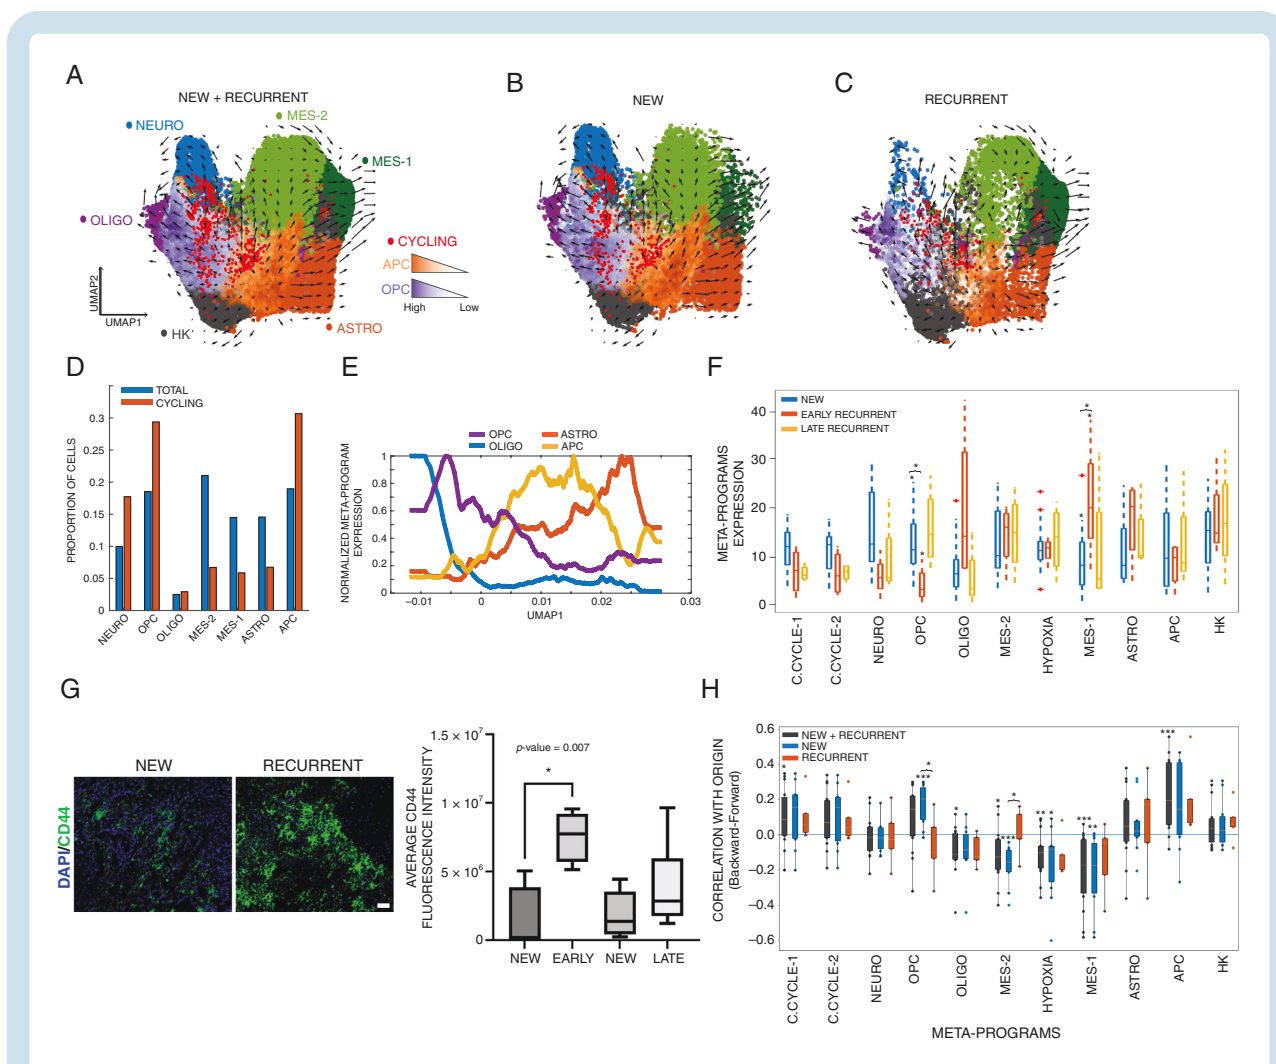 A
NEW + RECURRENT
NEURO
MES-2
MES-1
OLIGO
CYCLING
APC
OPC
High
Low
UMAP2
UMAP1
HK
ASTRO
B
NEW
C
RECURRENT
D
TOTAL
CYCLING
PROPORTION OF CELLS
0.3
0.25
0.2
0.15
0.1
0.05
0
NEURO
OPC
OLIGO
MES-2
MES-1
ASTRO
APC
E
OPC
OLIGO
ASTRO
APC
NORMALIZED META-PROGRAM
EXPRESSION
1
0.8
0.6
0.4
0.2
0
−0.01
0
0.01
0.02
0.03
UMAP1
F
NEW
EARLY RECURRENT
LATE RECURRENT
META-PROGRAMS
EXPRESSION
40
30
20
10
0
* * * * * * *
C.CYCLE-1
C.CYCLE-2
NEURO
OPC
OLIGO
MES-2
HYPOXIA
MES-1
ASTRO
APC
HK
G
NEW
RECURRENT
DAPI/CD44
AVERAGE CD44
FLUORESCENCE INTENSITY
1.5 × 10⁷
1 × 10⁷
5 × 10⁶
0
p-value = 0.007
*
NEW
EARLY
NEW
LATE
H
NEW + RECURRENT
NEW
RECURRENT
CORRELATION WITH ORIGIN
(Backward-Forward)
0.6
0.4
0.2
0.0
−0.2
−0.4
−0.6
* *** * * * *** * ** * *** ** ***
C.CYCLE-1
C.CYCLE-2
NEURO
OPC
OLIGO
MES-2
HYPOXIA
MES-1
ASTRO
APC
HK
META-PROGRAMS